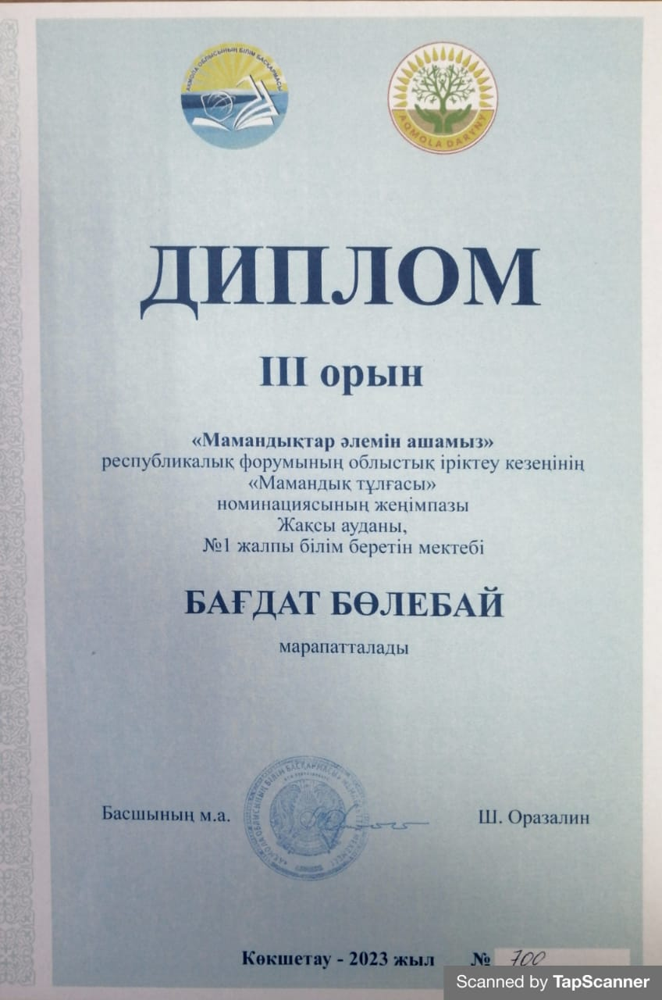 АҚМОЛА ОБЛЫСЫНЫҢ БІЛІМ БАСҚАРМАСЫ
AQMOLA DARYNY
ДИПЛОМ
III орын
«Мамандықтар әлемін ашамыз»
республикалық форумының облыстық іріктеу кезеңінің
«Мамандық тұлғасы»
номинациясының жеңімпазы
Жақсы ауданы,
№1 жалпы білім беретін мектебі
БАҒДАТ БӨЛЕБАЙ
марапатталады
Басшының м.а.
Ш. Оразалин
Көкшетау - 2023 жыл № 700
Scanned by TapScanner